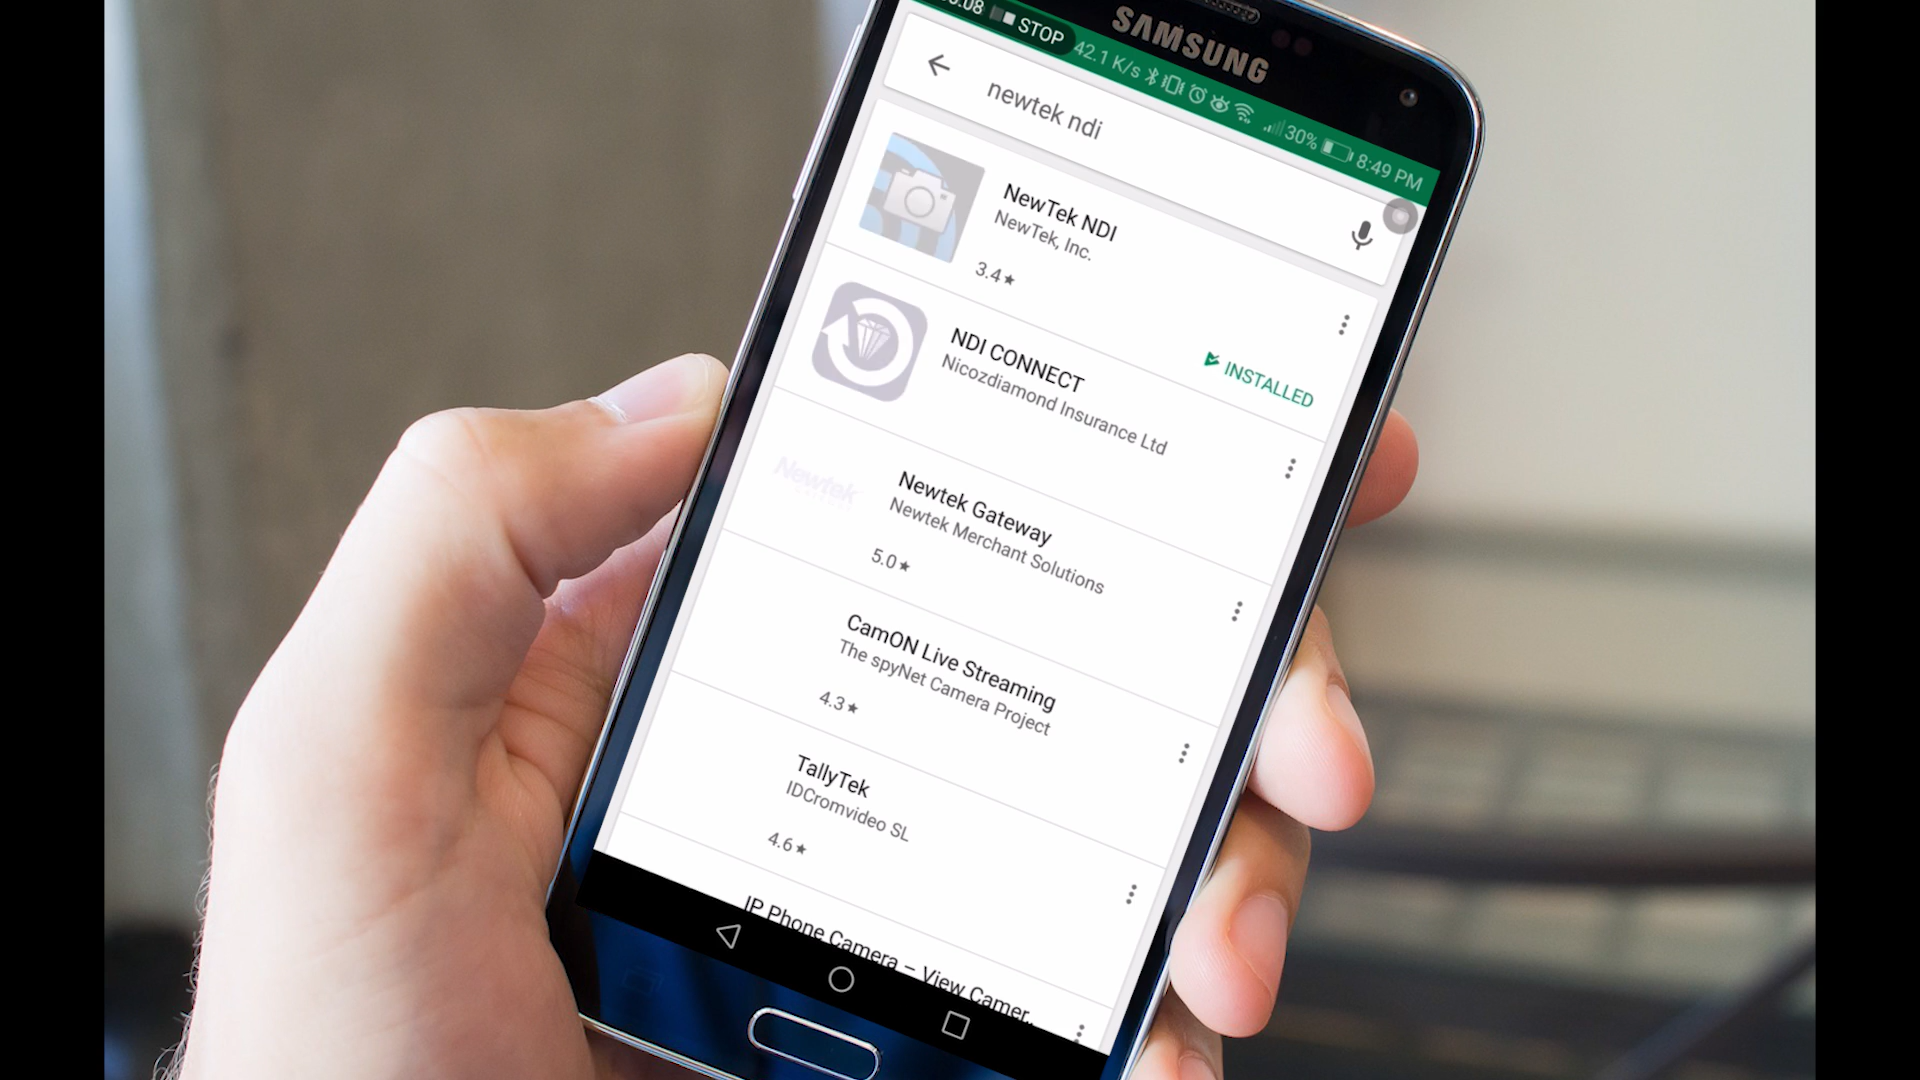 SAMSUNG
STOP 42.1 K/s 30% 8:49 PM
newtek ndi
NewTek NDI
NewTek, Inc.
3.4★
INSTALLED
NDI CONNECT
Nicozdiamond Insurance Ltd
Newtek
Newtek Gateway
Newtek Merchant Solutions
5.0★
CamON Live Streaming
The spyNet Camera Project
4.3★
TallyTek
IDCromvideo SL
4.6★
IP Phone Camera – View Camer..